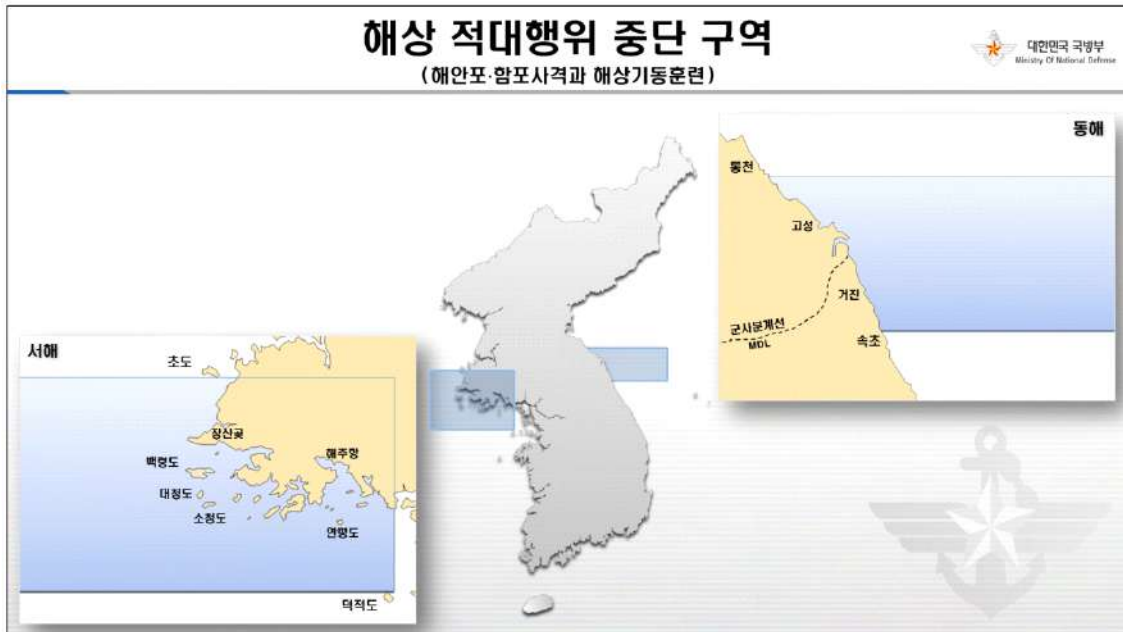 해상 적대행위 중단 구역
(해안포·함포사격과 해상기동훈련)
대한민국 국방부
Ministry Of National Defense
동해
통천
고성
거진
군사분계선
MDL
속초
서해
초도
장산곶
해주항
백령도
대청도
소청도
연평도
덕적도